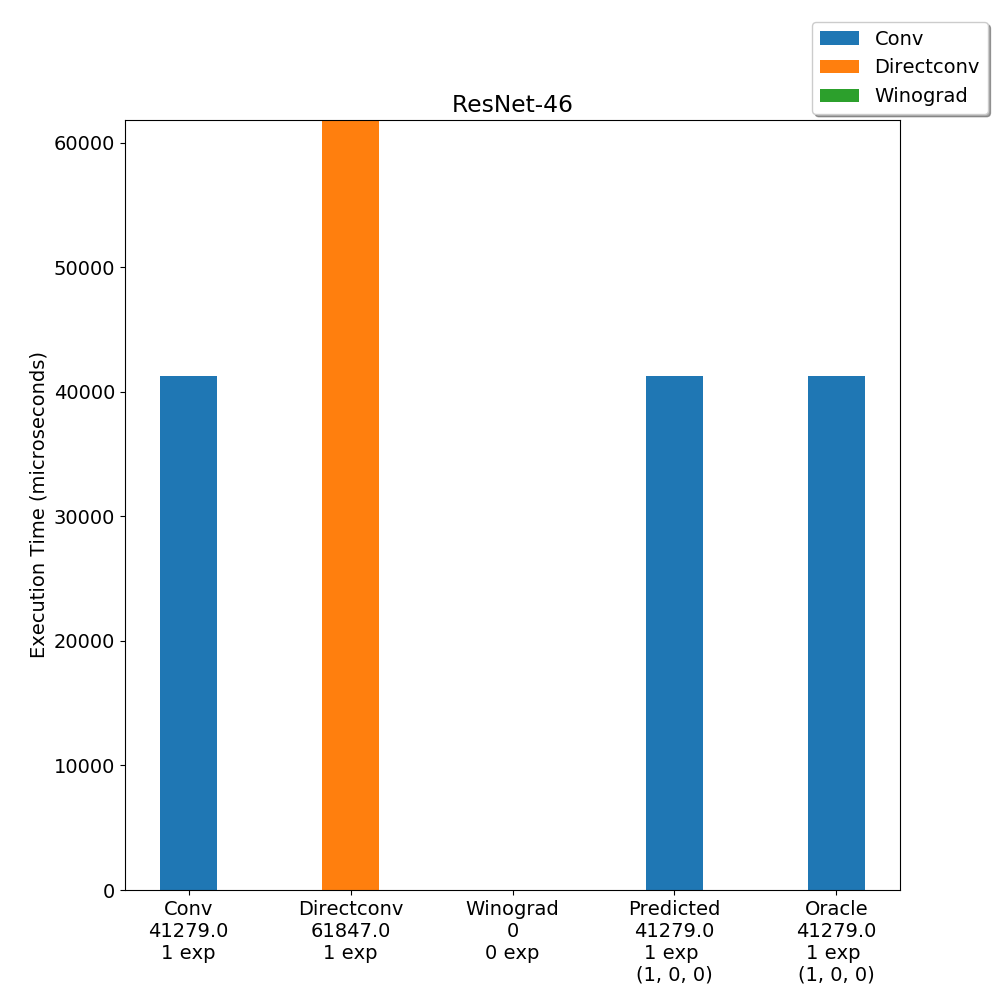 Conv
Directconv
Winograd
ResNet-46
Execution Time (microseconds)
60000
50000
40000
30000
20000
10000
0
Conv
41279.0
1 exp
Directconv
61847.0
1 exp
Winograd
0
0 exp
Predicted
41279.0
1 exp
(1, 0, 0)
Oracle
41279.0
1 exp
(1, 0, 0)